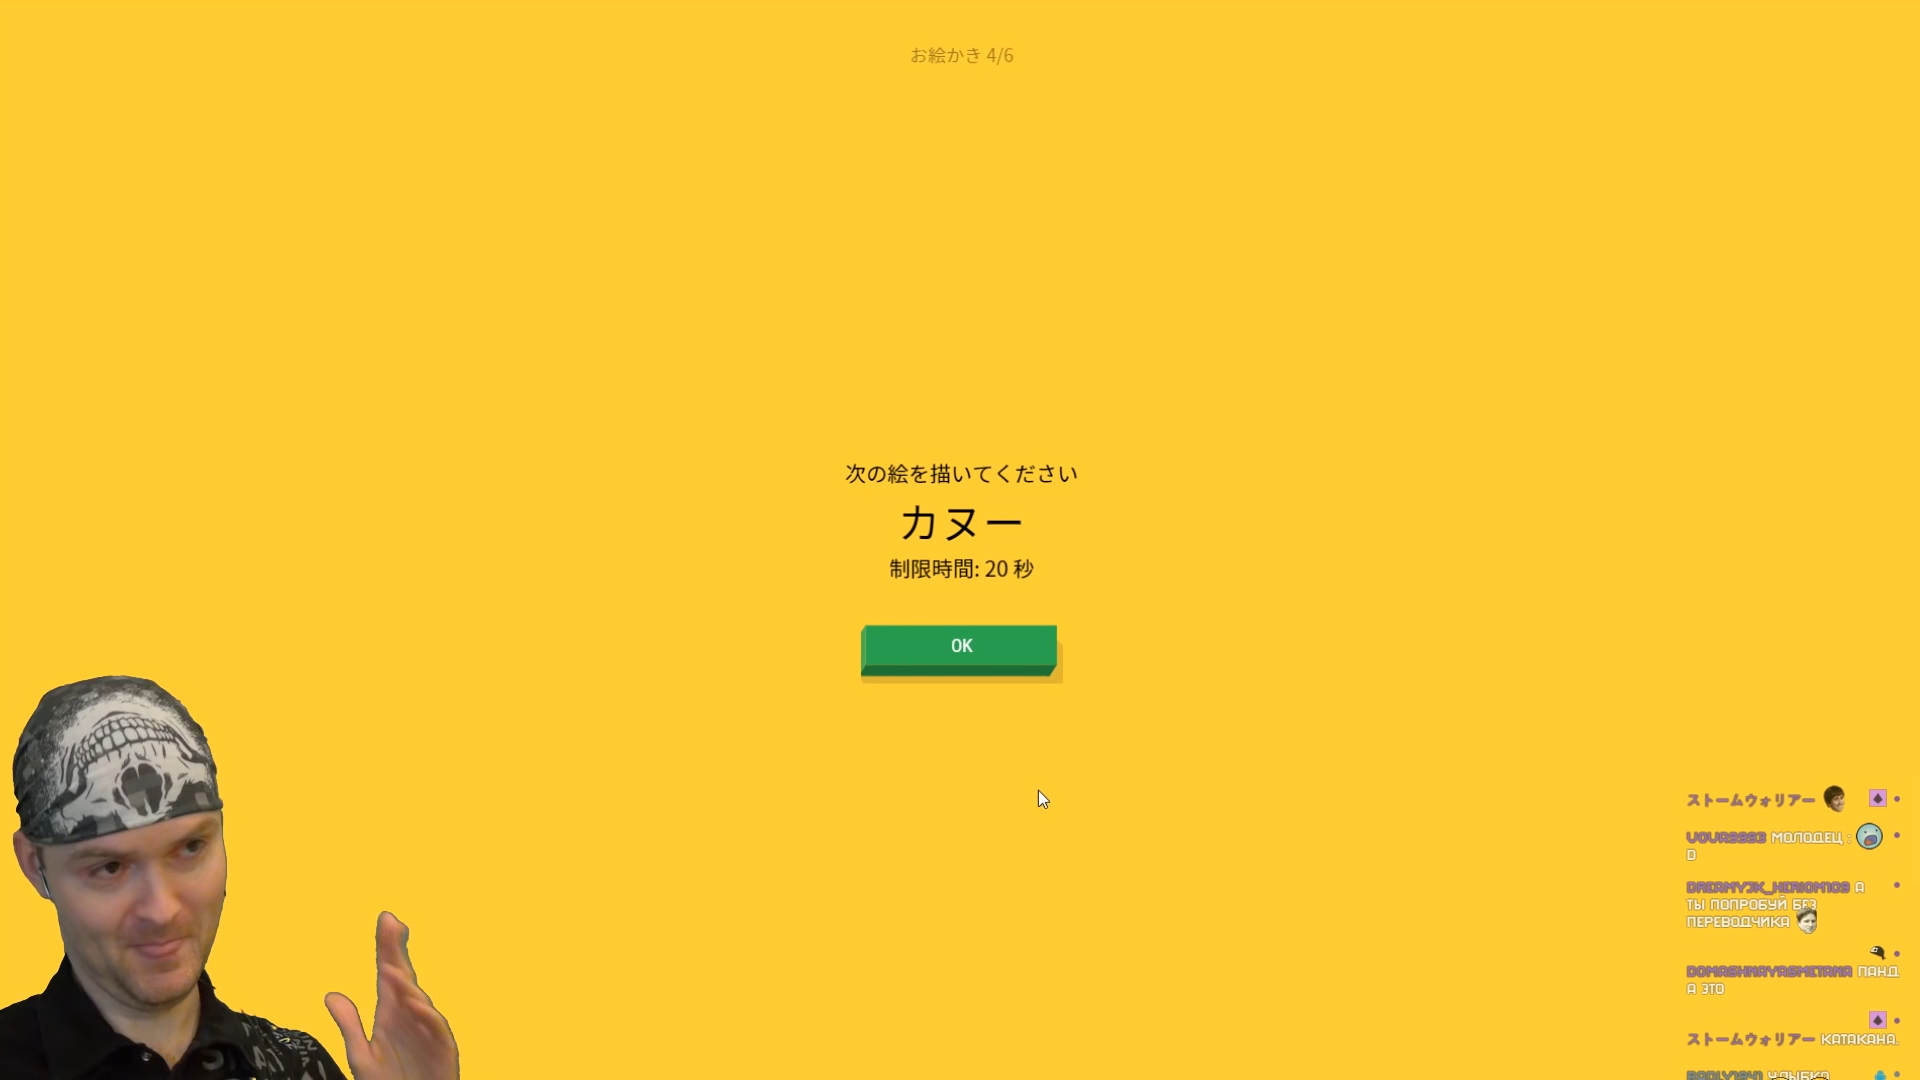 お絵かき 4/6
次の絵を描いてください
カヌー
制限時間: 20 秒
OK
ストームウォリアー
МОЛОДЕЦ :
D
А
ТЫ ПОПРОБУЙ БЕЗ
ПЕРЕВОДЧИКА
DOMASHNAYASMETANA ПАНД
А ЭТО
ストームウォリアー КАТАКАНА.
УЛЫБКА